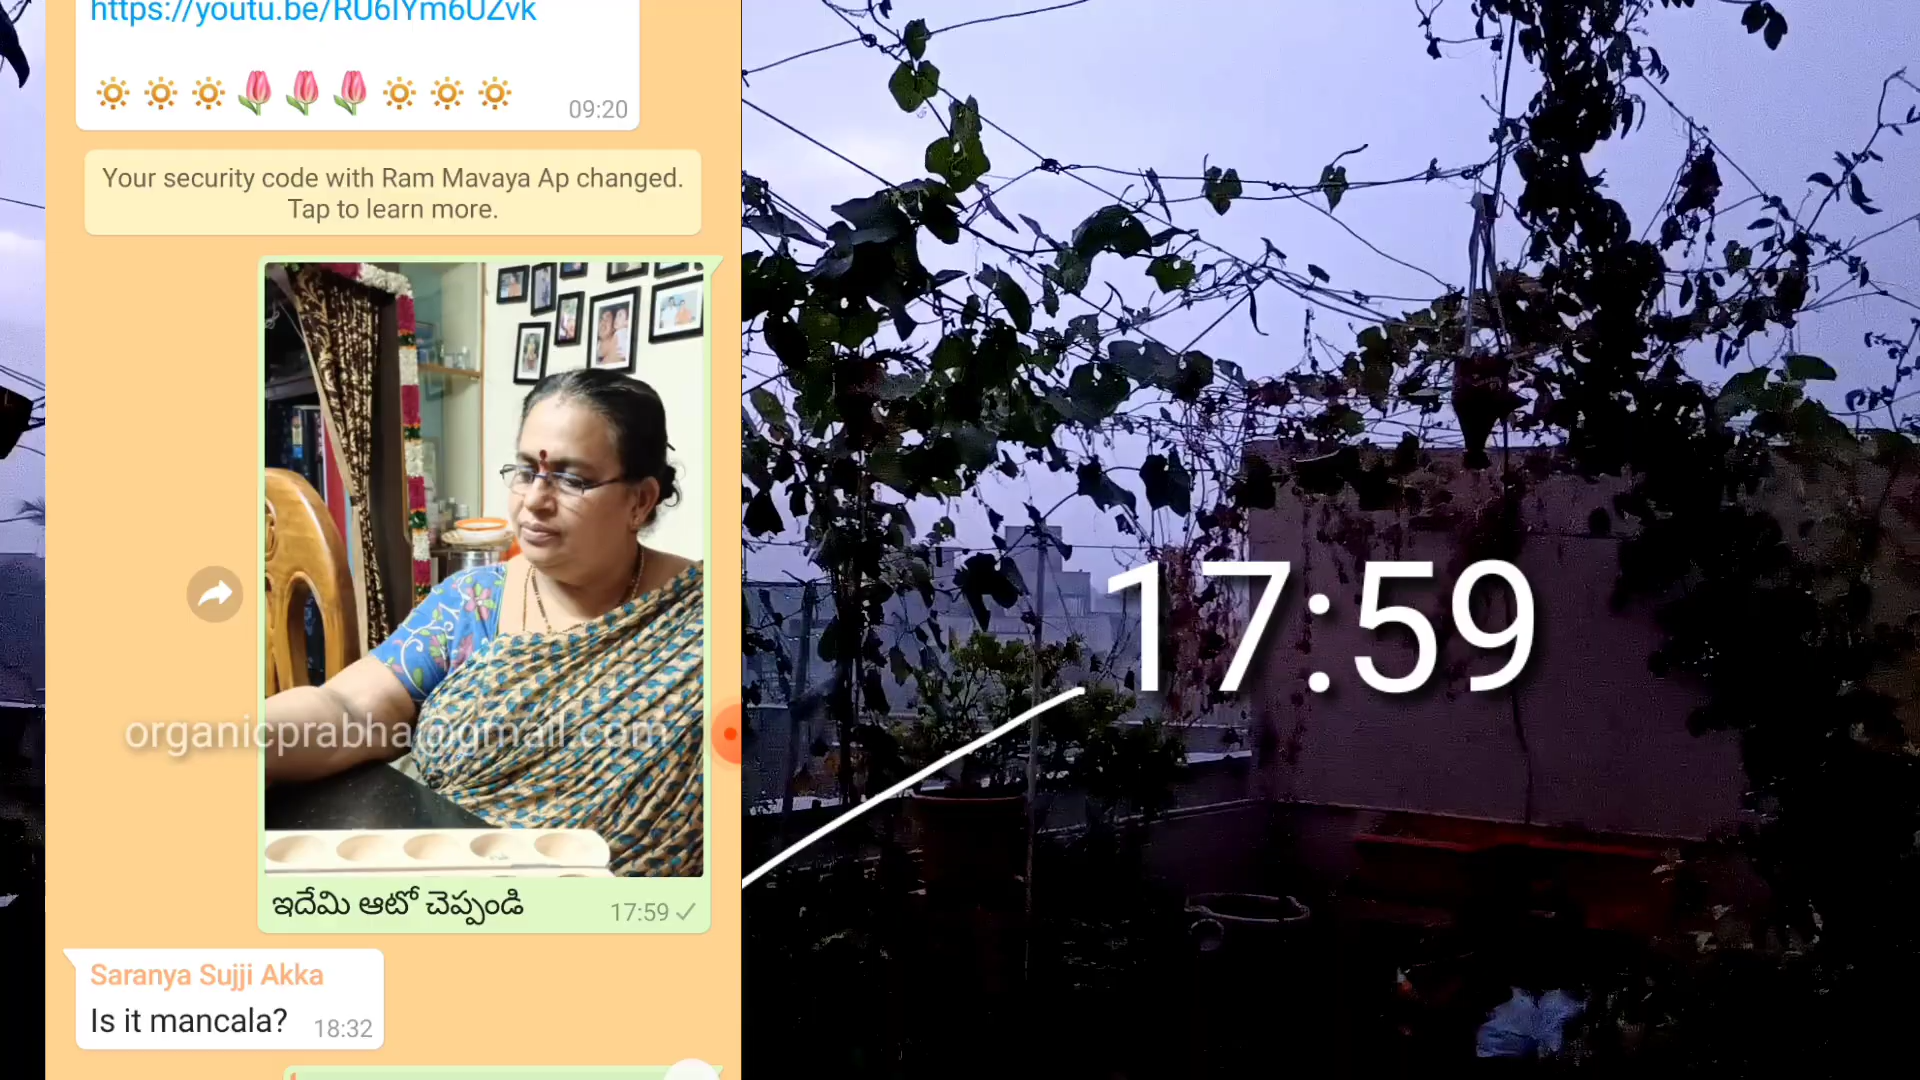 https://youtu.be/RU6IYm6UZvk
🔅🔅🔅🌷🌷🌷🔅🔅🔅 09:20
Your security code with Ram Mavaya Ap changed.
Tap to learn more.
17:59
organicprabha@gmail.com
ఇదేమి ఆటో చెప్పండి 17:59
Saranya Sujji Akka
Is it mancala? 18:32